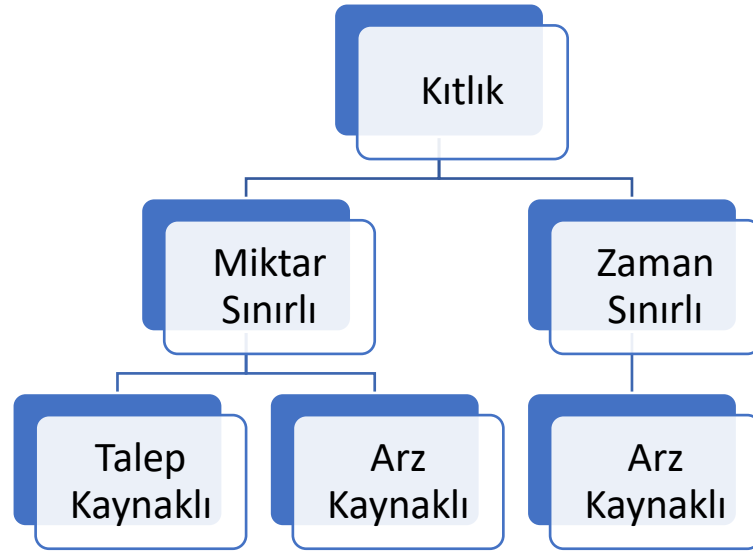 Kıtlık
Miktar
Sınırlı
Zaman
Sınırlı
Talep
Kaynaklı
Arz
Kaynaklı
Arz
Kaynaklı